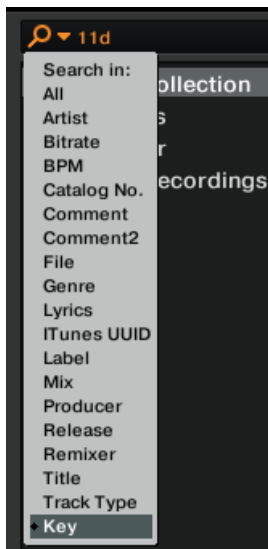 11d
Search in:
All
ollection
Artist
s
Bitrate
r
BPM
Catalog No.
ecordings
Comment
Comment2
File
Genre
Lyrics
ITunes UUID
Label
Mix
Producer
Release
Remixer
Title
Track Type
Key